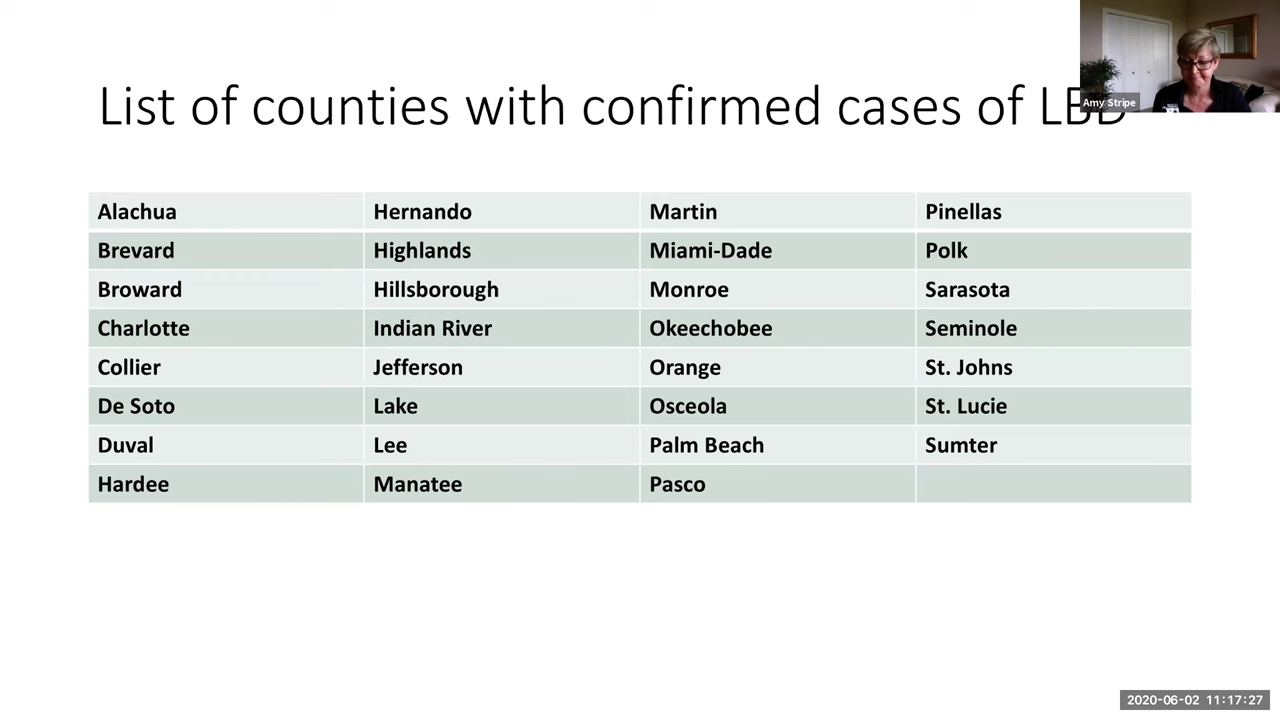 List of counties with confirmed cases of LBD
Amy Stripe
Alachua Hernando Martin Pinellas
Brevard Highlands Miami-Dade Polk
Broward Hillsborough Monroe Sarasota
Charlotte Indian River Okeechobee Seminole
Collier Jefferson Orange St. Johns
De Soto Lake Osceola St. Lucie
Duval Lee Palm Beach Sumter
Hardee Manatee Pasco
2020-06-02 11:17:27